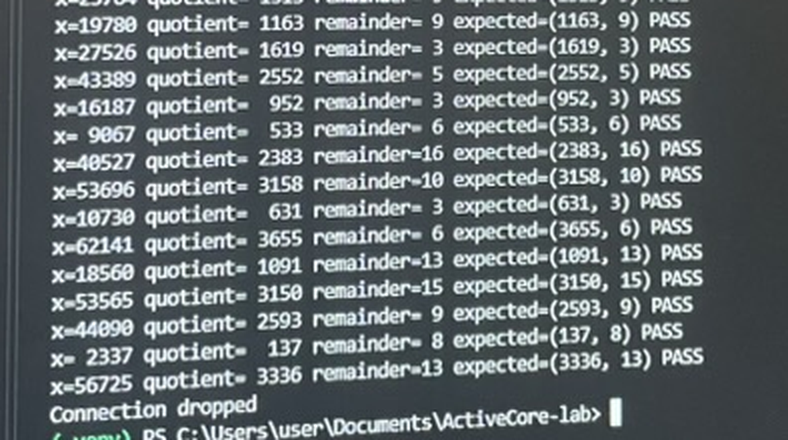 x=19780 quotient= 1163 remainder= 9 expected=(1163, 9) PASS
x=27526 quotient= 1619 remainder= 3 expected=(1619, 3) PASS
x=43389 quotient= 2552 remainder= 5 expected=(2552, 5) PASS
x=16187 quotient=  952 remainder= 3 expected=(952, 3) PASS
x= 9067 quotient=  533 remainder= 6 expected=(533, 6) PASS
x=40527 quotient= 2383 remainder=16 expected=(2383, 16) PASS
x=53696 quotient= 3158 remainder=10 expected=(3158, 10) PASS
x=10730 quotient=  631 remainder= 3 expected=(631, 3) PASS
x=62141 quotient= 3655 remainder= 6 expected=(3655, 6) PASS
x=18560 quotient= 1091 remainder=13 expected=(1091, 13) PASS
x=53565 quotient= 3150 remainder=15 expected=(3150, 15) PASS
x=44090 quotient= 2593 remainder= 9 expected=(2593, 9) PASS
x= 2337 quotient=  137 remainder= 8 expected=(137, 8) PASS
x=56725 quotient= 3336 remainder=13 expected=(3336, 13) PASS
Connection dropped
PS C:\Users\user\Documents\ActiveCore-lab>